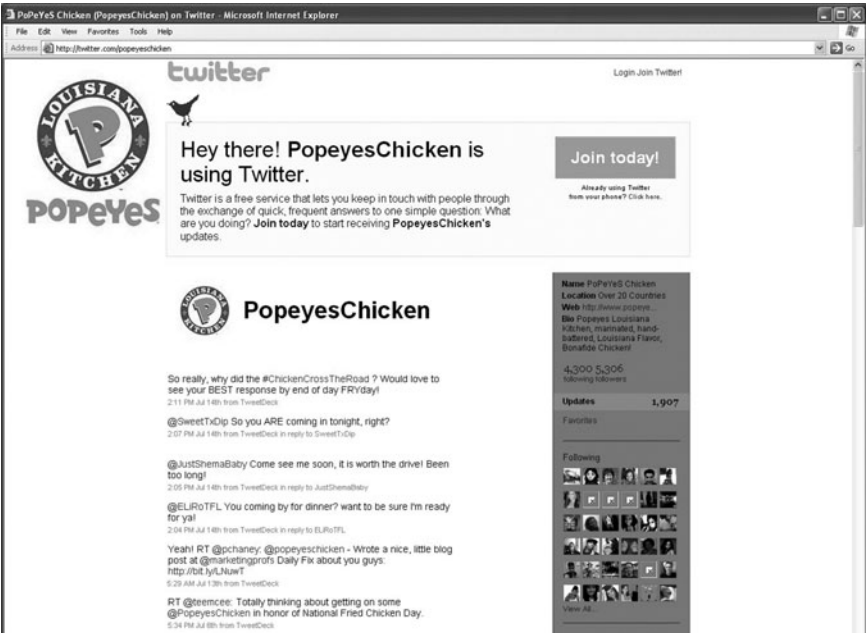 PoPeYeS Chicken (PopeyesChicken) on Twitter - Microsoft Internet Explorer
File Edit View Favorites Tools Help
Address http://twitter.com/popeyeschicken Go
LOUISIANA
P
KITCHEN
POPEYES
twitter
Login Join Twitter!
Hey there! PopeyesChicken is
using Twitter.
Twitter is a free service that lets you keep in touch with people through
the exchange of quick, frequent answers to one simple question: What
are you doing? Join today to start receiving PopeyesChicken's
updates.
Join today!
Already using Twitter
from your phone? Click here.
LOUISIANA
P
KITCHEN
PopeyesChicken
So really, why did the #ChickenCrossTheRoad ? Would love to
see your BEST response by end of day FRYday!
2:11 PM Jul 14th from TweetDeck
@SweetTxDip So you ARE coming in tonight, right?
2:07 PM Jul 14th from TweetDeck in reply to SweetTxDip
@JustShemaBaby Come see me soon, it is worth the drive! Been
too long!
2:05 PM Jul 14th from TweetDeck in reply to JustShemaBaby
@ELiRoTFL You coming by for dinner? want to be sure I'm ready
for ya!
2:04 PM Jul 14th from TweetDeck in reply to ELiRoTFL
Yeah! RT @pchaney: @popeyeschicken - Wrote a nice, little blog
post at @marketingprofs Daily Fix about you guys:
http://bit.ly/LNuwT
5:29 AM Jul 13th from TweetDeck
RT @teemcee: Totally thinking about getting on some
@PopeyesChicken in honor of National Fried Chicken Day.
5:34 PM Jul 6th from TweetDeck
Name PoPeYeS Chicken
Location Over 20 Countries
Web http://www.popeye...
Bio Popeyes Louisiana
Kitchen, marinated, hand-
battered, Louisiana Flavor,
Bonafide Chicken!
4,300 5,306
following followers
Updates 1,907
Favorites
Following
View All...